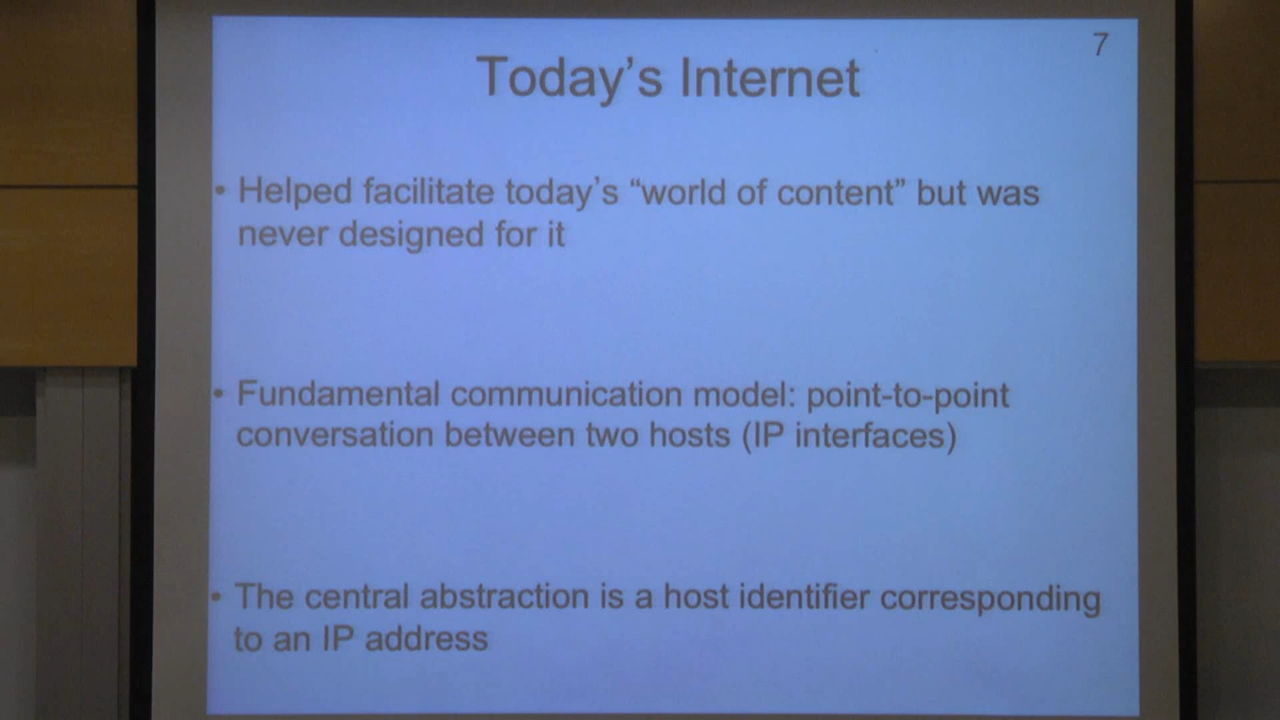 7
Today’s Internet
• Helped facilitate today’s “world of content” but was
never designed for it
• Fundamental communication model: point-to-point
conversation between two hosts (IP interfaces)
• The central abstraction is a host identifier corresponding
to an IP address